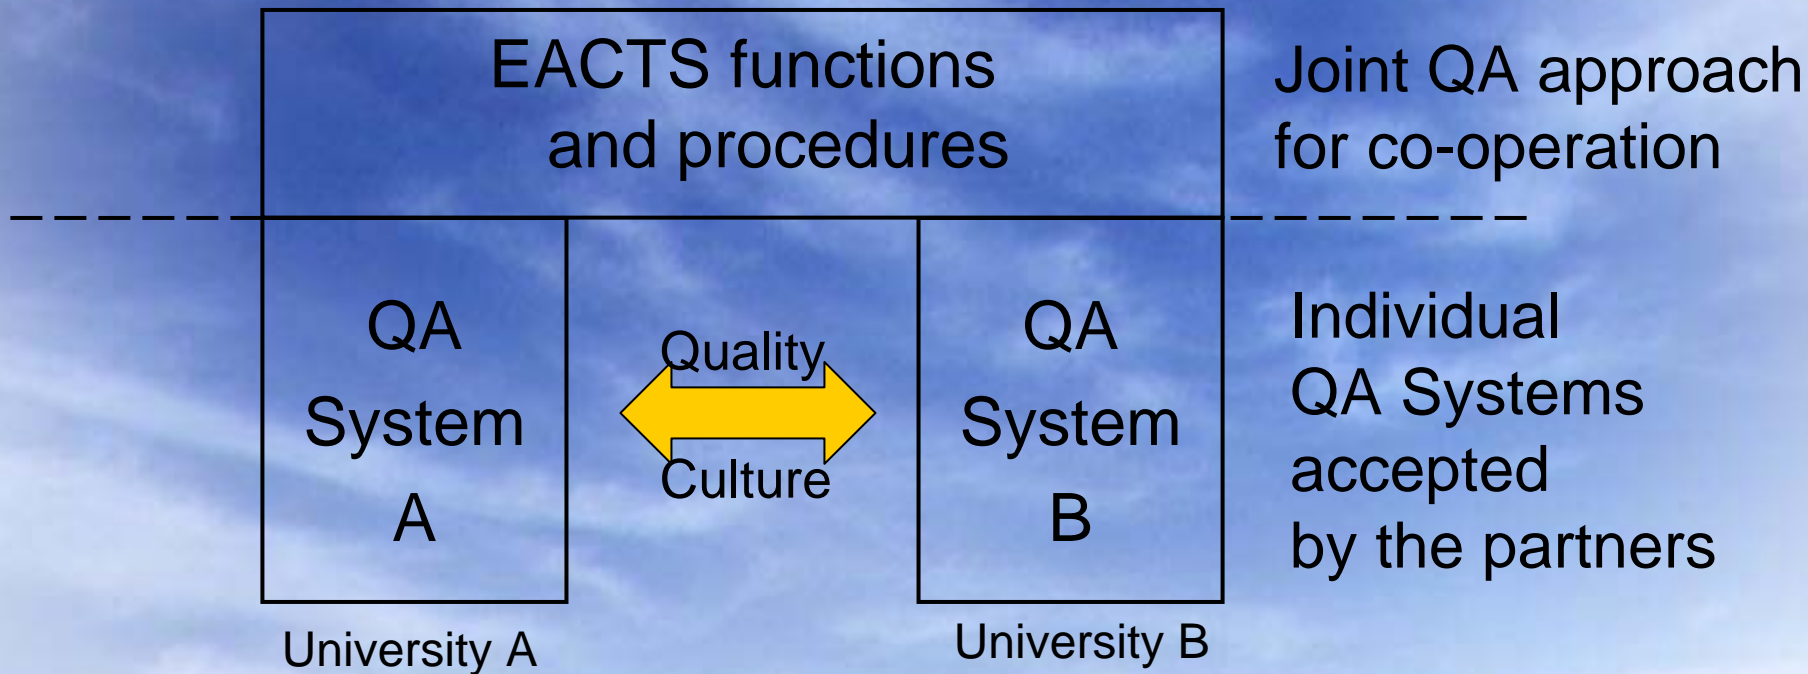 EACTS functions
and procedures
Joint QA approach
for co-operation
QA
System
A
Quality
Culture
QA
System
B
Individual
QA Systems
accepted
by the partners
University A
University B